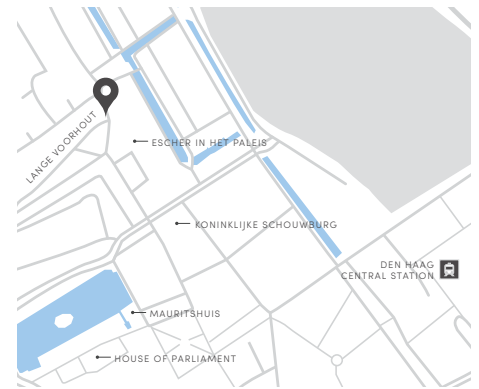 LANGE VOORHOUT
ESCHER IN HET PALEIS
KONINKLIJKE SCHOUWBURG
DEN HAAG
CENTRAL STATION
MAURITSHUIS
HOUSE OF PARLIAMENT